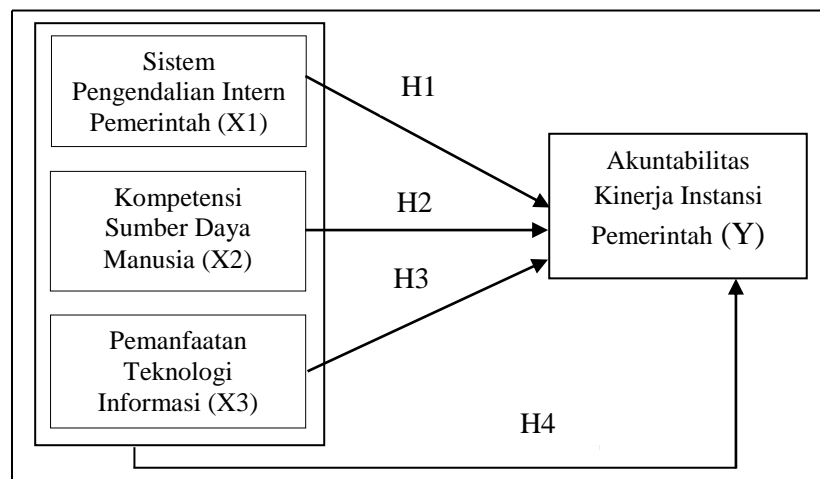 Sistem
Pengendalian Intern
Pemerintah (X1)
H1
Kompetensi
Sumber Daya
Manusia (X2)
H2
Akuntabilitas
Kinerja Instansi
Pemerintah (Y)
H3
Pemanfaatan
Teknologi
Informasi (X3)
H4